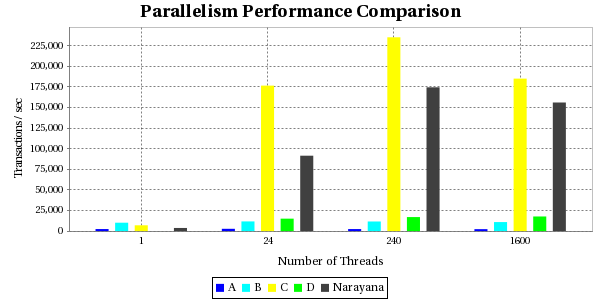 Parallelism Performance Comparison
Transactions / sec
225,000
200,000
175,000
150,000
125,000
100,000
75,000
50,000
25,000
0
1 24 240 1600
Number of Threads
A B C D Narayana